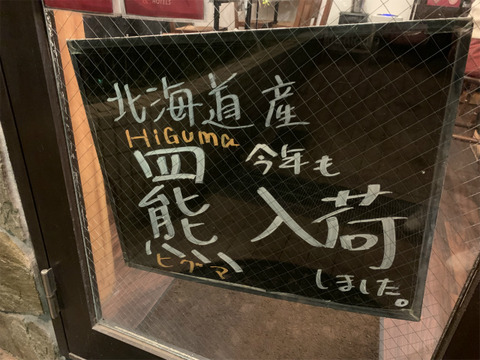 北海道産
HiGuma
羆
ヒグマ
今年も
入荷
しました。